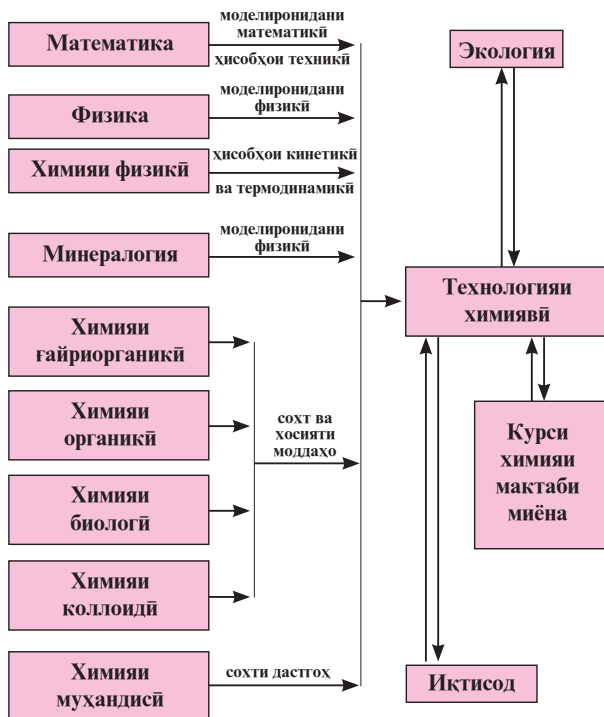 Математика
моделиронидани
математикӣ
ҳисобҳои техникӣ
Физика
моделиронидани
физикӣ
Химияи физикӣ
ҳисобҳои кинетикӣ
ва термодинамикӣ
Минералогия
моделиронидани
физикӣ
Химияи
ғайриорганикӣ
Химияи
органикӣ
Химияи
биологӣ
Химияи
коллоидӣ
сохт ва
хосияти
моддаҳо
Химияи
муҳандисӣ
сохти дастгоҳ
Экология
Технологияи
химиявӣ
Курси
химияи
мактаби
миёна
Иқтисод